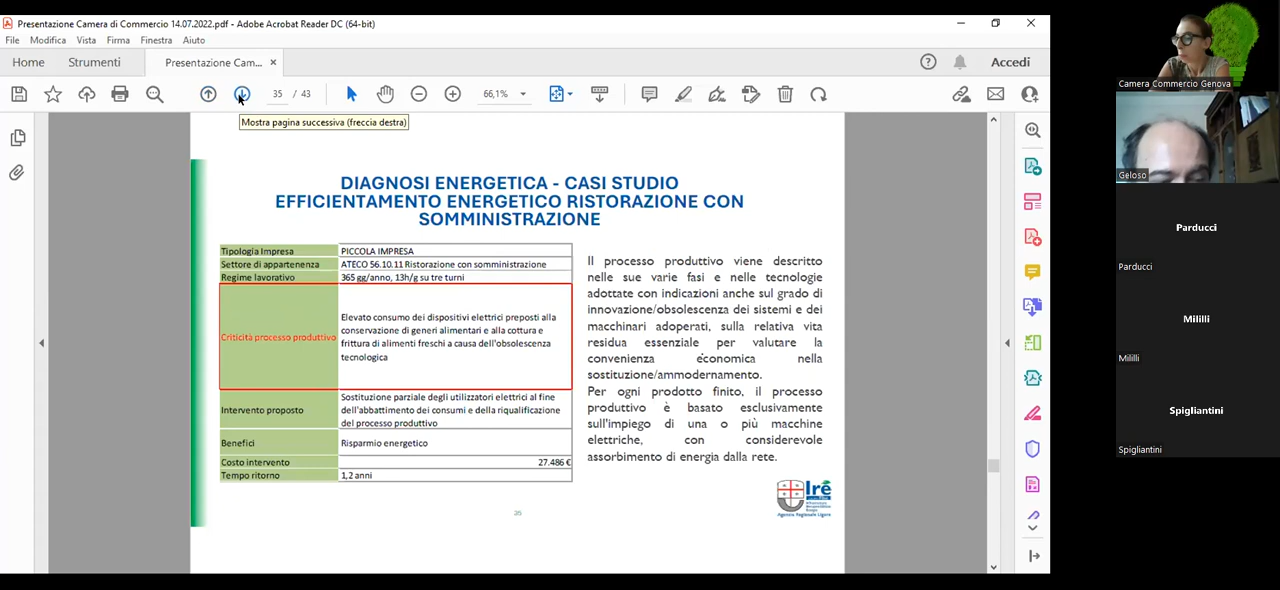 Presentazione Camera di Commercio 14.07.2022.pdf - Adobe Acrobat Reader DC (64-bit)
File Modifica Vista Firma Finestra Aiuto
Home Strumenti Presentazione Cam... × Accedi
35 / 43 66,1%
Mostra pagina successiva (freccia destra)
DIAGNOSI ENERGETICA - CASI STUDIO
EFFICIENTAMENTO ENERGETICO RISTORAZIONE CON
SOMMINISTRAZIONE
Tipologia Impresa PICCOLA IMPRESA
Settore di appartenenza ATECO 56.10.11 Ristorazione con somministrazione
Regime lavorativo 365 gg/anno, 13h/g su tre turni
Criticità processo produttivo
Elevato consumo dei dispositivi elettrici preposti alla
conservazione di generi alimentari e alla cottura e
frittura di alimenti freschi a causa dell'obsolescenza
tecnologica
Intervento proposto
Sostituzione parziale degli utilizzatori elettrici al fine
dell'abbattimento dei consumi e della riqualificazione
del processo produttivo
Benefici Risparmio energetico
Costo intervento 27.486 €
Tempo ritorno 1,2 anni
Il processo produttivo viene descritto
nelle sue varie fasi e nelle tecnologie
adottate con indicazioni anche sul grado di
innovazione/obsolescenza dei sistemi e dei
macchinari adoperati, sulla relativa vita
residua essenziale per valutare la
convenienza economica nella
sostituzione/ammodernamento.
Per ogni prodotto finito, il processo
produttivo è basato esclusivamente
sull'impiego di una o più macchine
elettriche, con considerevole
assorbimento di energia dalla rete.
Ire
Agenzia Regionale Ligure
35
Camera Commercio Genova
Geloso
Parducci
Parducci
Mililli
Mililli
Spigliantini
Spigliantini